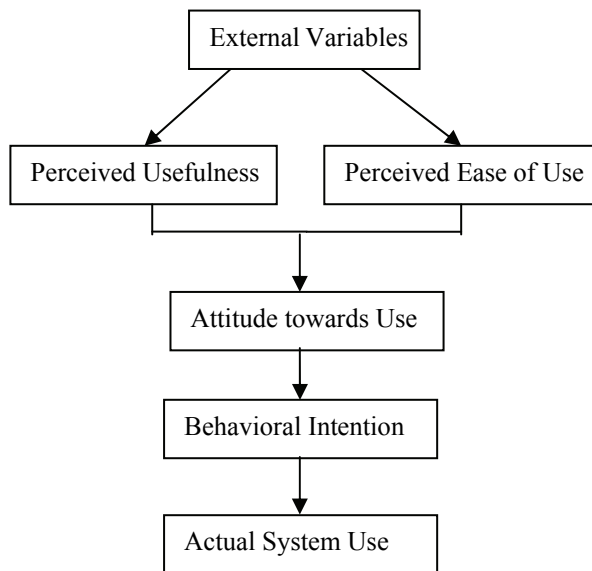 External Variables
Perceived Usefulness
Perceived Ease of Use
Attitude towards Use
Behavioral Intention
Actual System Use